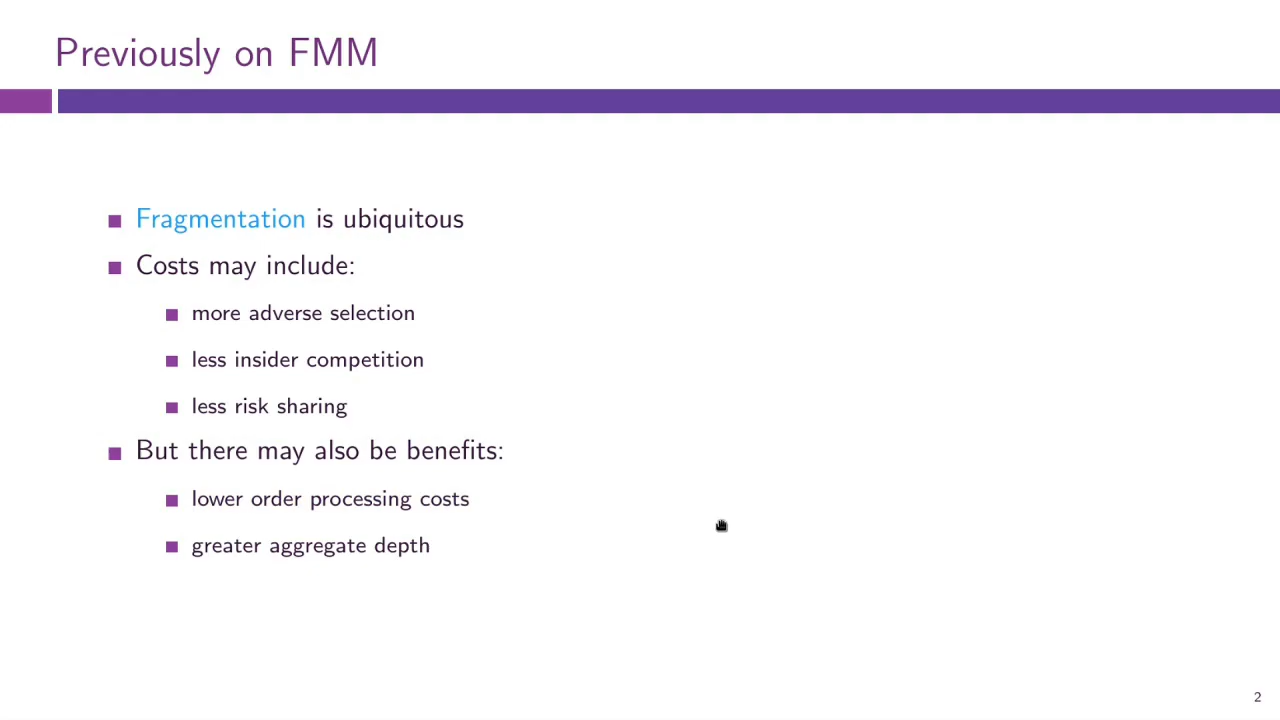 Previously on FMM
Fragmentation is ubiquitous
Costs may include:
more adverse selection
less insider competition
less risk sharing
But there may also be benefits:
lower order processing costs
greater aggregate depth
2